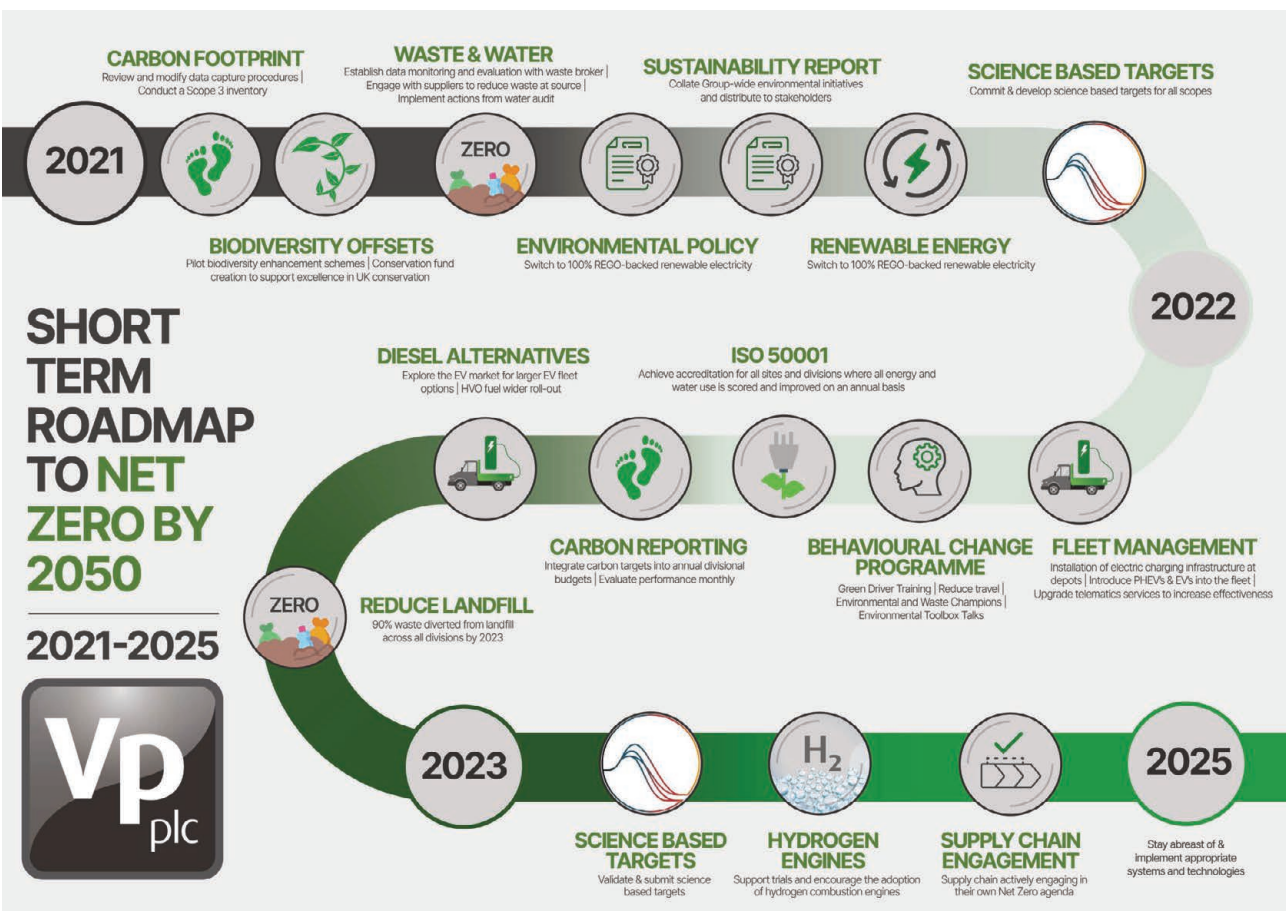 CARBON FOOTPRINT
Review and modify data capture procedures |
Conduct a Scope 3 inventory
WASTE & WATER
Establish data monitoring and evaluation with waste broker |
Engage with suppliers to reduce waste at source |
Implement actions from water audit
SUSTAINABILITY REPORT
Collate Group-wide environmental initiatives
and distribute to stakeholders
SCIENCE BASED TARGETS
Commit & develop science based targets for all scopes
2021
ZERO
BIODIVERSITY OFFSETS
Pilot biodiversity enhancement schemes | Conservation fund
creation to support excellence in UK conservation
ENVIRONMENTAL POLICY
Switch to 100% REGO-backed renewable electricity
RENEWABLE ENERGY
Switch to 100% REGO-backed renewable electricity
2022
SHORT
TERM
ROADMAP
TO NET
ZERO BY
2050
2021-2025
Vp
plc
DIESEL ALTERNATIVES
Explore the EV market for larger EV fleet
options | HVO fuel wider roll-out
ISO 50001
Achieve accreditation for all sites and divisions where all energy and
water use is scored and improved on an annual basis
CARBON REPORTING
Integrate carbon targets into annual divisional
budgets | Evaluate performance monthly
BEHAVIOURAL CHANGE
PROGRAMME
Green Driver Training | Reduce travel |
Environmental and Waste Champions |
Environmental Toolbox Talks
FLEET MANAGEMENT
Installation of electric charging infrastructure at
depots | Introduce PHEV's & EV's into the fleet |
Upgrade telematics services to increase effectiveness
ZERO
REDUCE LANDFILL
90% waste diverted from landfill
across all divisions by 2023
2023
H2
2025
SCIENCE BASED
TARGETS
Validate & submit science
based targets
HYDROGEN
ENGINES
Support trials and encourage the adoption
of hydrogen combustion engines
SUPPLY CHAIN
ENGAGEMENT
Supply chain actively engaging in
their own Net Zero agenda
Stay abreast of &
implement appropriate
systems and technologies